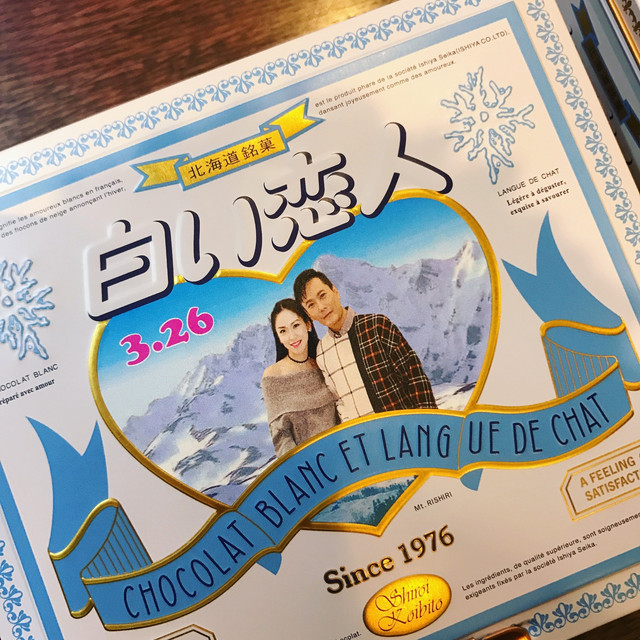 est le produit phare de la société Ishiya Seika(ISHIYA CO.,LTD),
dansant joyeusement comme des amoureux.
北海道銘菓
gnifie les amoureux blancs en français,
des flocons de neige annonçant l'hiver.
白い恋人
LANGUE DE CHAT
Légère à déguster,
exquise à savourer
3.26
CHOCOLAT BLANC
réparé avec amour
CHOCOLAT BLANC ET LANGUE DE CHAT
Mt. RISHIRI
A FEELING
SATISFACT
Since 1976
Shiroi
Koibito
Les ingrédients, de qualité supérieure, sont soigneusement
exigeants fixés par la société Ishiya Seika.
chocolat.